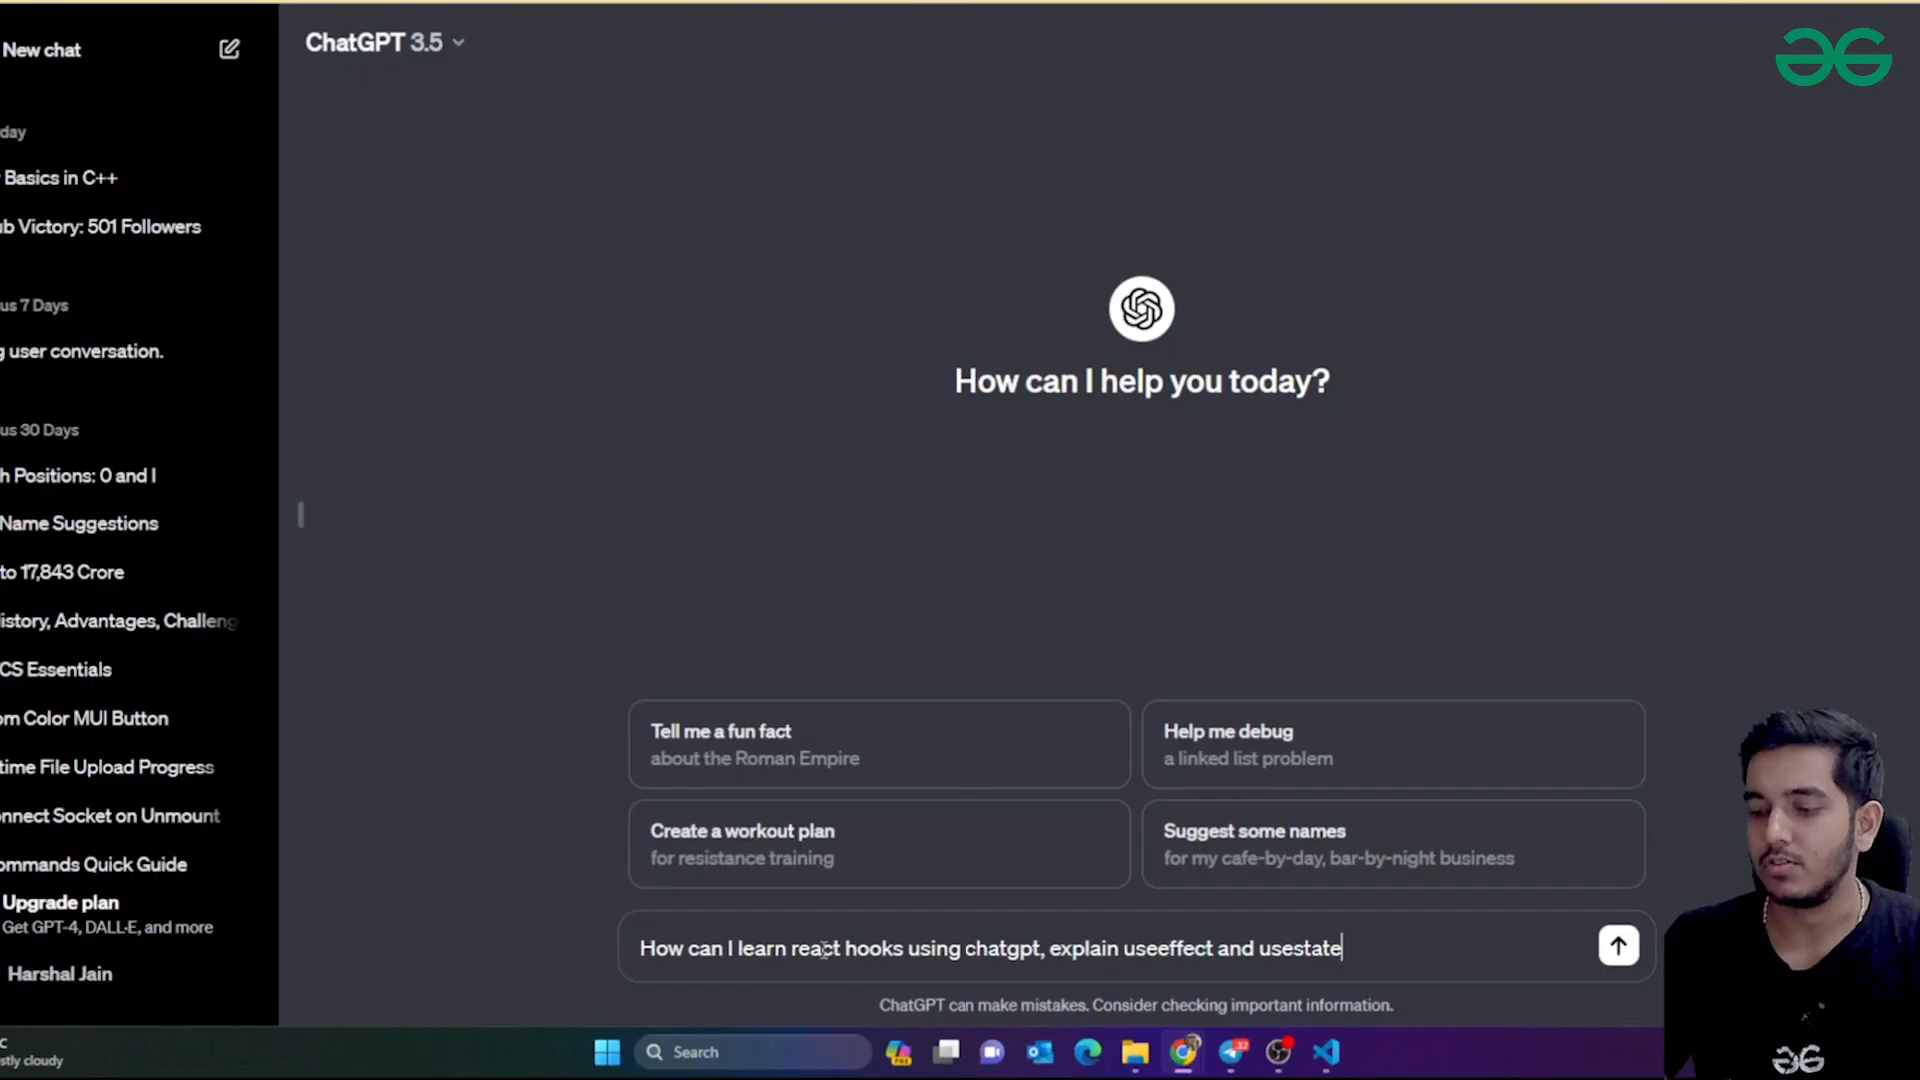 New chat
ChatGPT 3.5
day
Basics in C++
ub Victory: 501 Followers
us 7 Days
g user conversation.
us 30 Days
h Positions: 0 and I
Name Suggestions
to 17,843 Crore
istory, Advantages, Challeng
CS Essentials
om Color MUI Button
time File Upload Progress
nnect Socket on Unmount
ommands Quick Guide
Upgrade plan
Get GPT-4, DALL·E, and more
Harshal Jain
How can I help you today?
Tell me a fun fact
about the Roman Empire
Help me debug
a linked list problem
Create a workout plan
for resistance training
Suggest some names
for my cafe-by-day, bar-by-night business
How can I learn react hooks using chatgpt, explain useeffect and usestate
ChatGPT can make mistakes. Consider checking important information.
C
stly cloudy
Search
32